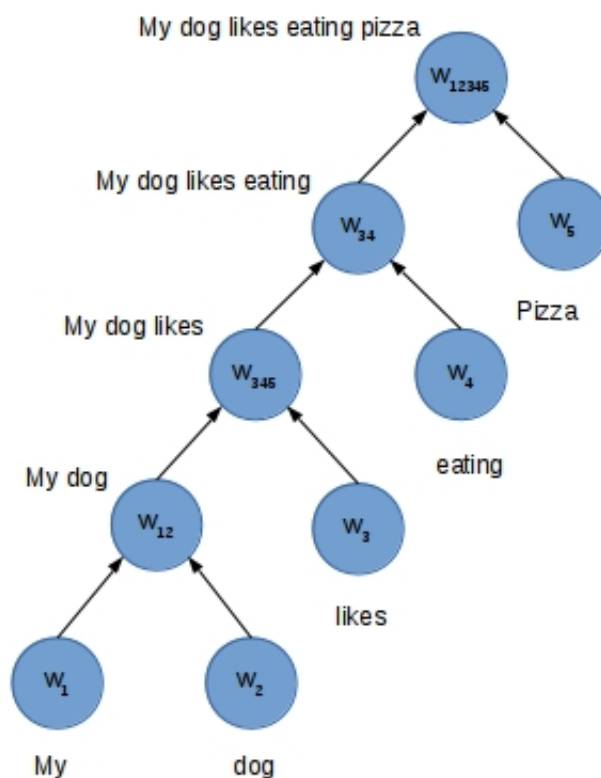 My dog likes eating pizza
W12345
My dog likes eating
W34
W5
Pizza
My dog likes
W345
W4
eating
My dog
W12
W3
likes
W1
W2
My
dog